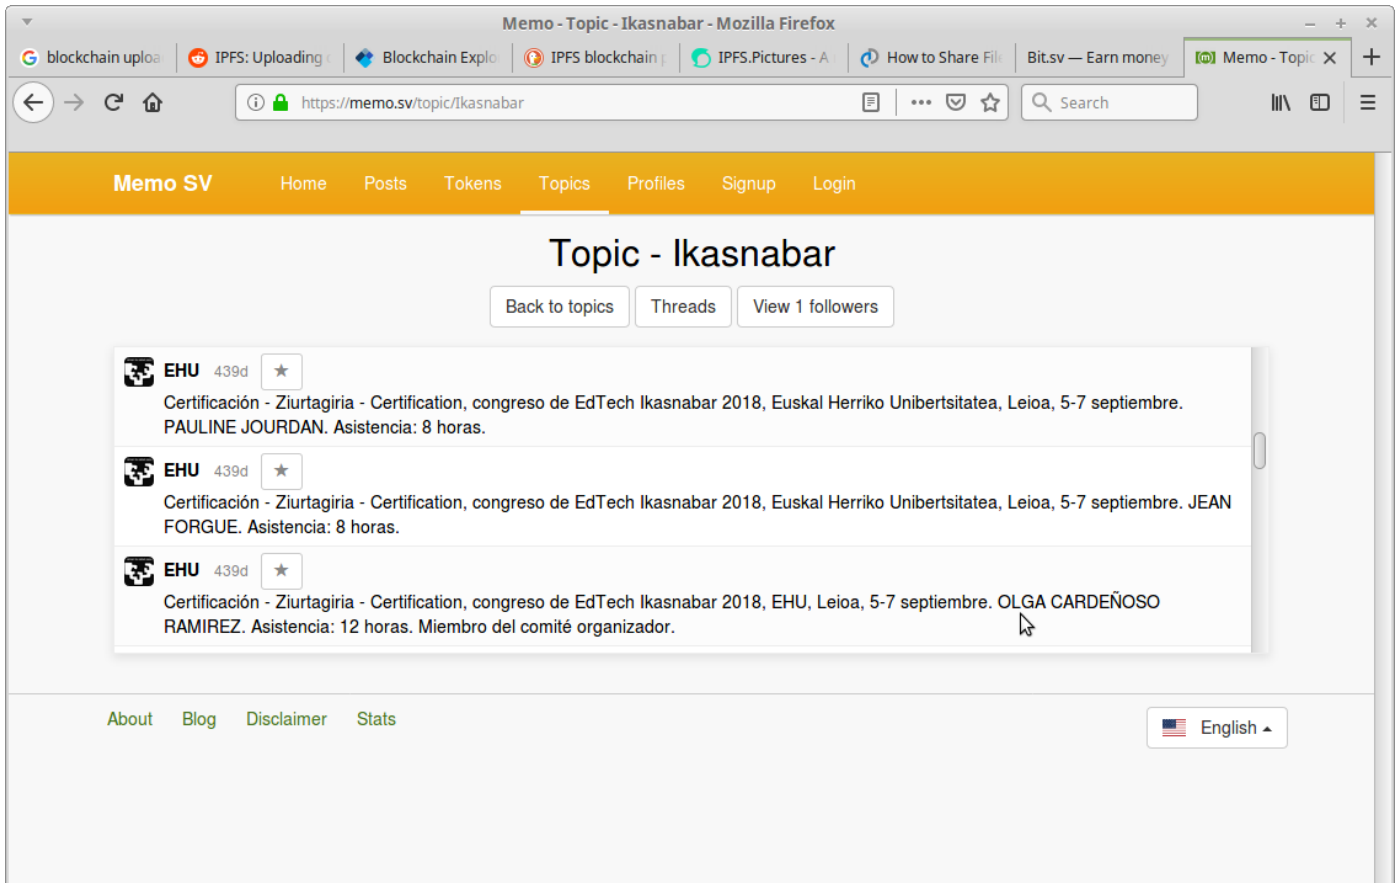 Memo - Topic - Ikasnabar - Mozilla Firefox
blockchain uploa
IPFS: Uploading
Blockchain Explo
IPFS blockchain p
IPFS.Pictures - A
How to Share File
Bit.sv — Earn money
Memo - Topic
https://memo.sv/topic/Ikasnabar
Search
Memo SV Home Posts Tokens Topics Profiles Signup Login
Topic - Ikasnabar
Back to topics Threads View 1 followers
EHU 439d
Certificación - Ziurtagiria - Certification, congreso de EdTech Ikasnabar 2018, Euskal Herriko Unibertsitatea, Leioa, 5-7 septiembre.
PAULINE JOURDAN. Asistencia: 8 horas.
EHU 439d
Certificación - Ziurtagiria - Certification, congreso de EdTech Ikasnabar 2018, Euskal Herriko Unibertsitatea, Leioa, 5-7 septiembre. JEAN
FORGUE. Asistencia: 8 horas.
EHU 439d
Certificación - Ziurtagiria - Certification, congreso de EdTech Ikasnabar 2018, EHU, Leioa, 5-7 septiembre. OLGA CARDEÑOSO
RAMIREZ. Asistencia: 12 horas. Miembro del comité organizador.
About Blog Disclaimer Stats
English